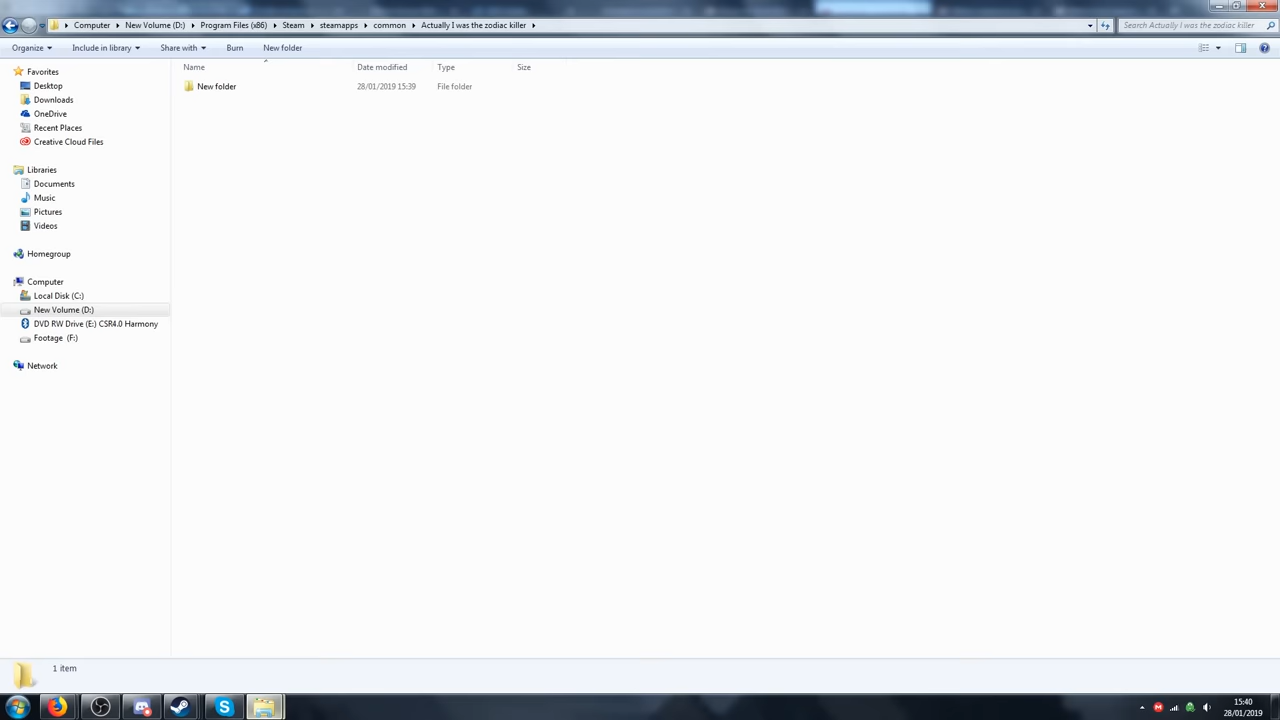 Computer ▸ New Volume (D:) ▸ Program Files (x86) ▸ Steam ▸ steamapps ▸ common ▸ Actually I was the zodiac killer ▸
Search Actually I was the zodiac killer
Organize Include in library Share with Burn New folder
Name Date modified Type Size
New folder 28/01/2019 15:39 File folder
Favorites
Desktop
Downloads
OneDrive
Recent Places
Creative Cloud Files
Libraries
Documents
Music
Pictures
Videos
Homegroup
Computer
Local Disk (C:)
New Volume (D:)
DVD RW Drive (E:) CSR4.0 Harmony
Footage (F:)
Network
1 item
15:40
28/01/2019